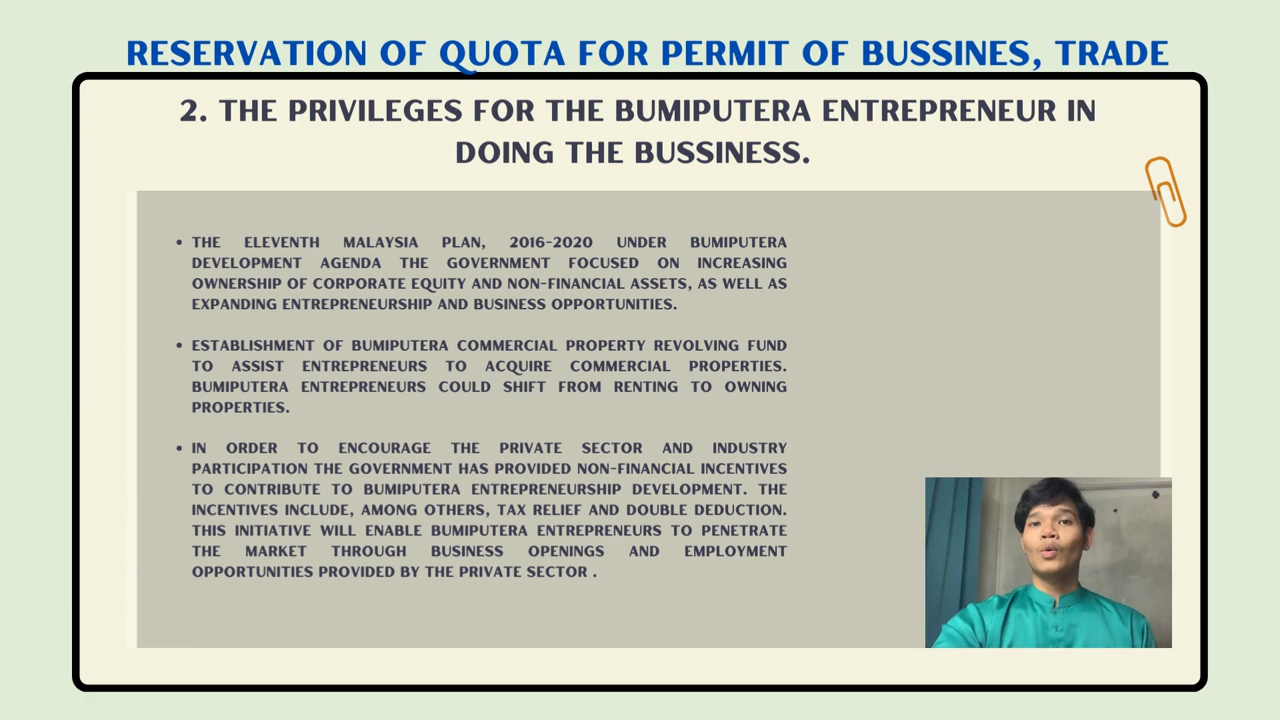 RESERVATION OF QUOTA FOR PERMIT OF BUSSINES, TRADE
2. THE PRIVILEGES FOR THE BUMIPUTERA ENTREPRENEUR IN
DOING THE BUSSINESS.
• THE ELEVENTH MALAYSIA PLAN, 2016-2020 UNDER BUMIPUTERA
DEVELOPMENT AGENDA THE GOVERNMENT FOCUSED ON INCREASING
OWNERSHIP OF CORPORATE EQUITY AND NON-FINANCIAL ASSETS, AS WELL AS
EXPANDING ENTREPRENEURSHIP AND BUSINESS OPPORTUNITIES.
• ESTABLISHMENT OF BUMIPUTERA COMMERCIAL PROPERTY REVOLVING FUND
TO ASSIST ENTREPRENEURS TO ACQUIRE COMMERCIAL PROPERTIES.
BUMIPUTERA ENTREPRENEURS COULD SHIFT FROM RENTING TO OWNING
PROPERTIES.
• IN ORDER TO ENCOURAGE THE PRIVATE SECTOR AND INDUSTRY
PARTICIPATION THE GOVERNMENT HAS PROVIDED NON-FINANCIAL INCENTIVES
TO CONTRIBUTE TO BUMIPUTERA ENTREPRENEURSHIP DEVELOPMENT. THE
INCENTIVES INCLUDE, AMONG OTHERS, TAX RELIEF AND DOUBLE DEDUCTION.
THIS INITIATIVE WILL ENABLE BUMIPUTERA ENTREPRENEURS TO PENETRATE
THE MARKET THROUGH BUSINESS OPENINGS AND EMPLOYMENT
OPPORTUNITIES PROVIDED BY THE PRIVATE SECTOR .